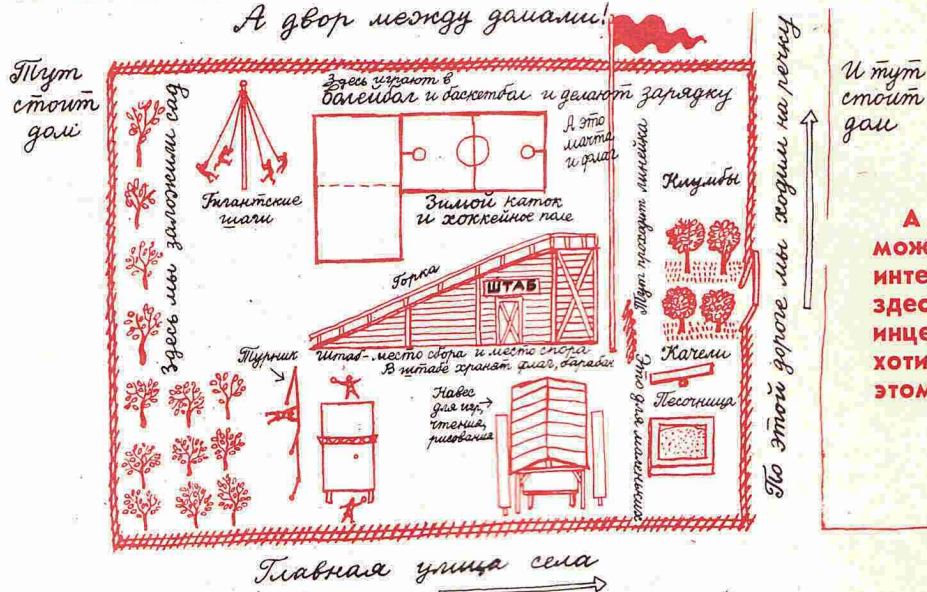 А двор между домами!
Тут
стоит
дом
И тут
стоит
дом
Здесь играют в
волейбол и баскетбол и делают зарядку
Здесь мы заложили сад
Гигантские
шаги
А это
мачта
и флаг
Зимой каток
и хоккейное поле
Тут проходит линейка
Клумбы
По этой дороге мы ходим на речку
Горка
ШТАБ
Штаб-место сбора и место спора
В штабе хранят флаг, барабан
Турник
Навес
для игр,
чтения,
рисования
Это для маленьких
Качели
Песочница
Главная улица села
А
мож
инте
здес
инце
хоти
этом